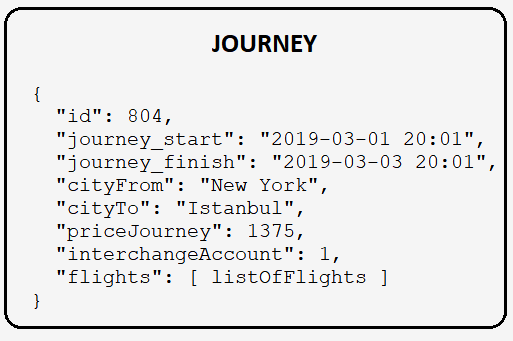 JOURNEY
{
"id": 804,
"journey_start": "2019-03-01 20:01",
"journey_finish": "2019-03-03 20:01",
"cityFrom": "New York",
"cityTo": "Istanbul",
"priceJourney": 1375,
"interchangeAccount": 1,
"flights": [ listOfFlights ]
}